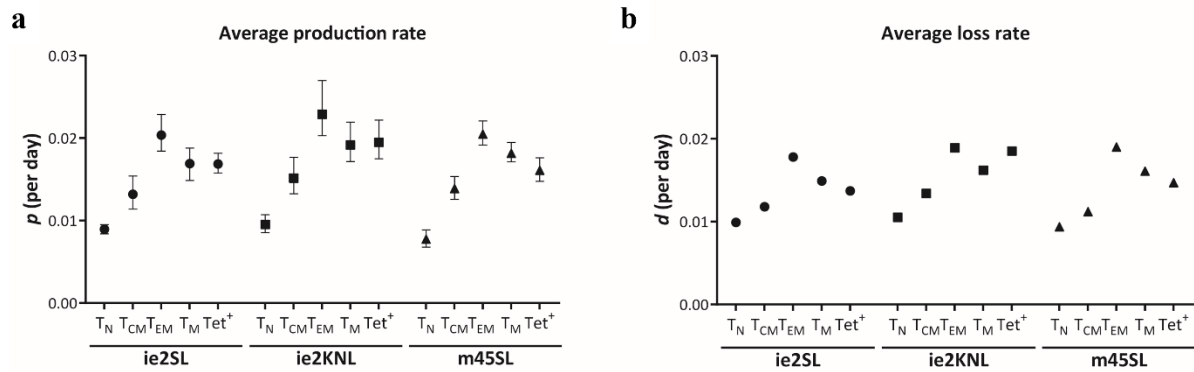 a
Average production rate
0.03
0.02
0.01
0.00
p (per day)
T_N T_CM T_EM T_M Tet⁺ T_N T_CM T_EM T_M Tet⁺ T_N T_CM T_EM T_M Tet⁺
ie2SL ie2KNL m45SL
b
Average loss rate
0.03
0.02
0.01
0.00
d (per day)
T_N T_CM T_EM T_M Tet⁺ T_N T_CM T_EM T_M Tet⁺ T_N T_CM T_EM T_M Tet⁺
ie2SL ie2KNL m45SL